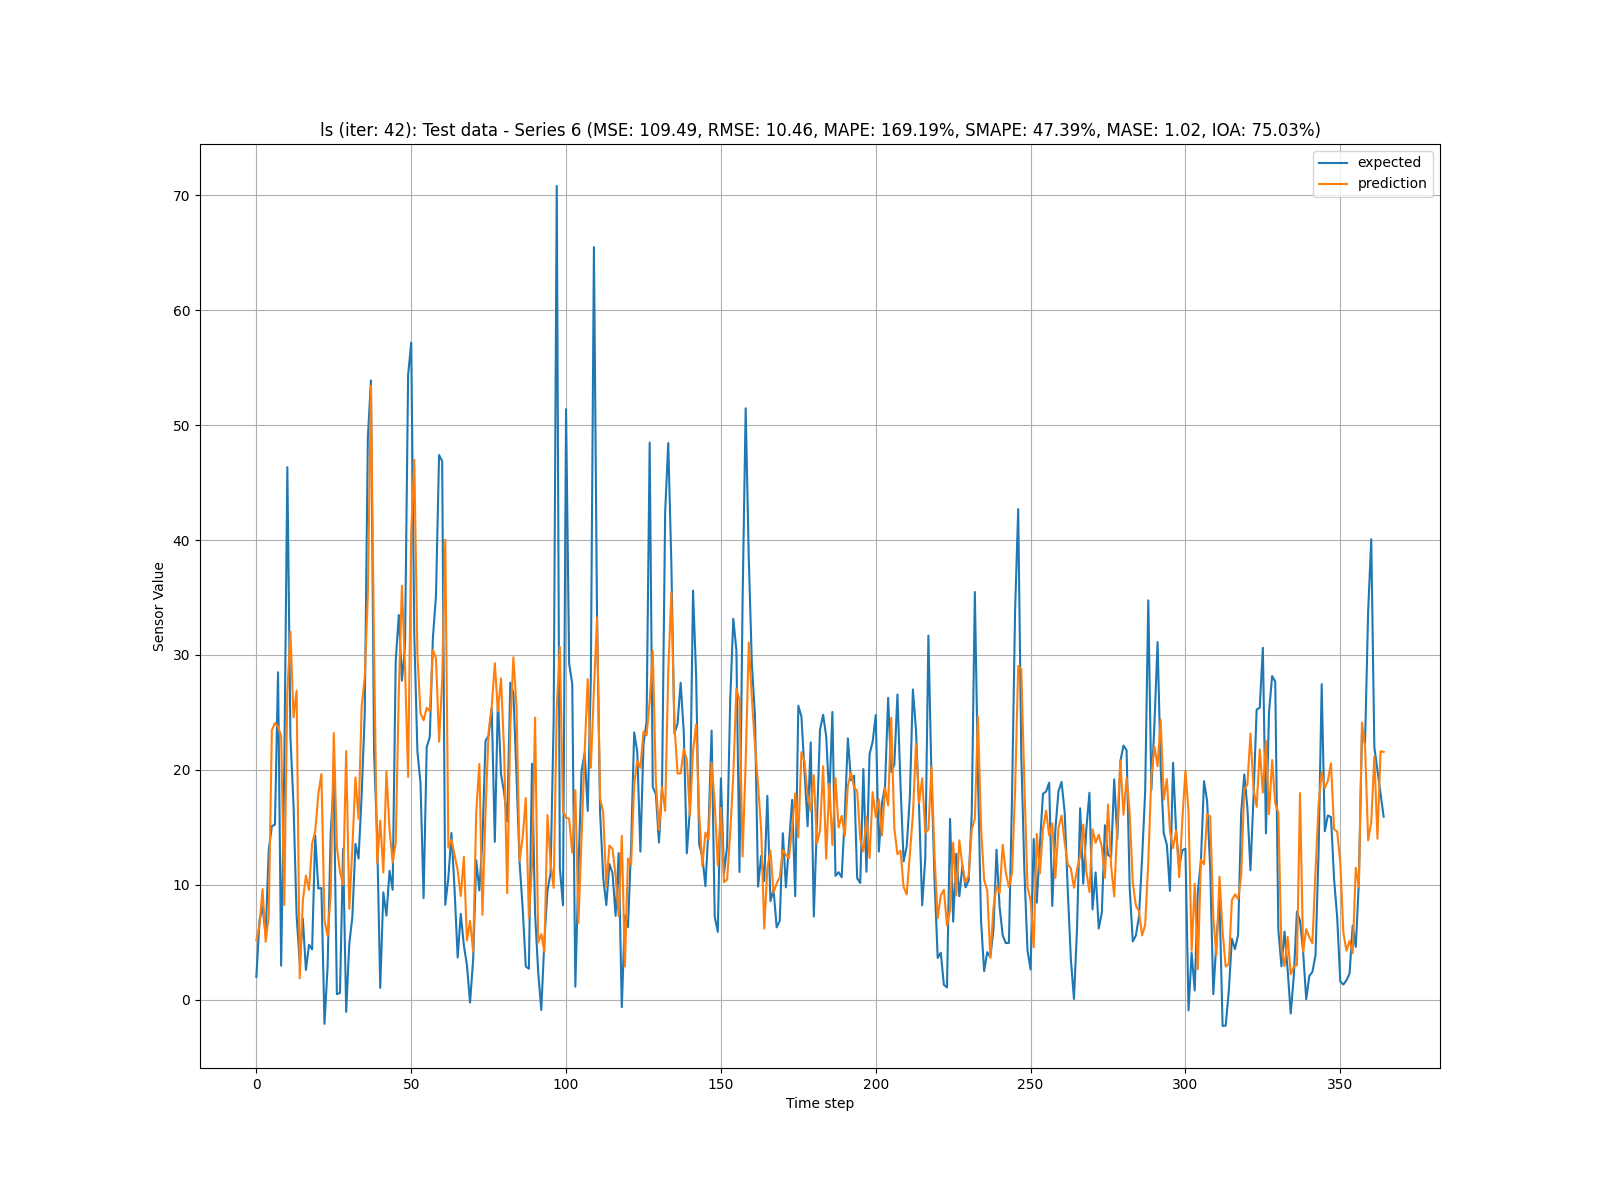 ls (iter: 42): Test data - Series 6 (MSE: 109.49, RMSE: 10.46, MAPE: 169.19%, SMAPE: 47.39%, MASE: 1.02, IOA: 75.03%)
expected
prediction
70
60
50
40
30
20
10
0
Sensor Value
0 50 100 150 200 250 300 350
Time step